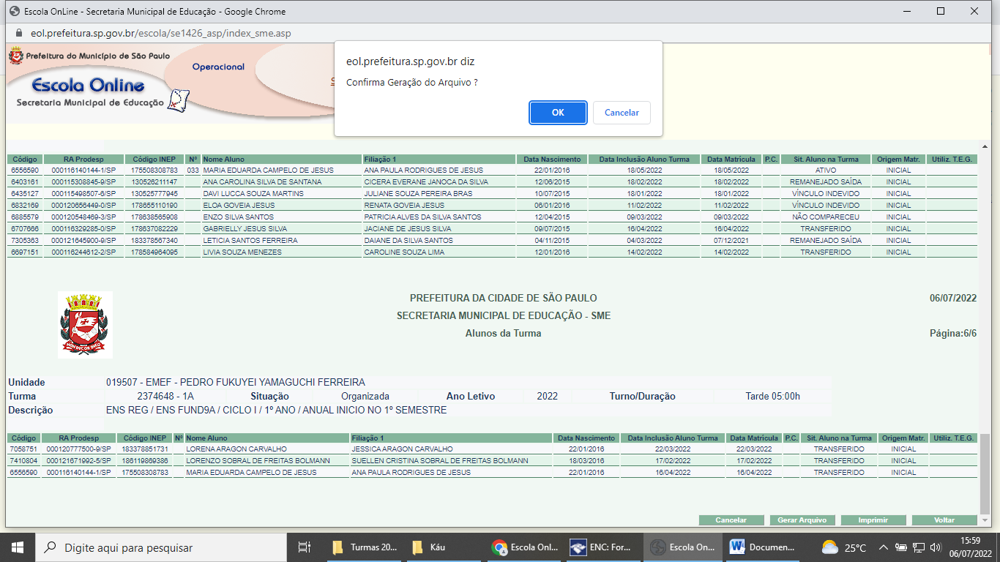 Escola OnLine - Secretaria Municipal de Educação - Google Chrome
eol.prefeitura.sp.gov.br/escola/se1426_asp/index_sme.asp
Prefeitura do Município de São Paulo
Operacional
Escola Online
Secretaria Municipal de Educação
eol.prefeitura.sp.gov.br diz
Confirma Geração do Arquivo ?
OK Cancelar
Código RA Prodesp Código INEP Nº Nome Aluno Filiação 1 Data Nascimento Data Inclusão Aluno Turma Data Matricula P.C. Sit. Aluno na Turma Origem Matr. Utiliz. T.E.G.
6556590 000116140144-1/SP 175508308783 033 MARIA EDUARDA CAMPELO DE JESUS ANA PAULA RODRIGUES DE JESUS 22/01/2016 18/05/2022 18/05/2022 ATIVO INICIAL
6403161 000115308845-9/SP 130526211147 ANA CAROLINA SILVA DE SANTANA CICERA EVERANE JANOCA DA SILVA 12/06/2015 18/02/2022 18/02/2022 REMANEJADO SAÍDA INICIAL
6435127 000115498507-6/SP 130525777945 DAVI LUCCA SOUZA MARTINS JULIANE SOUZA PEREIRA BRAS 10/07/2015 18/01/2022 18/01/2022 VÍNCULO INDEVIDO INICIAL
6832169 000120656449-0/SP 178655110190 ELOA GOVEIA JESUS RENATA GOVEIA JESUS 06/01/2016 11/02/2022 11/02/2022 VÍNCULO INDEVIDO INICIAL
6885579 000120548469-3/SP 178638565908 ENZO SILVA SANTOS PATRICIA ALVES DA SILVA SANTOS 12/04/2015 09/03/2022 09/03/2022 NÃO COMPARECEU INICIAL
6707666 000116329285-0/SP 178637082229 GABRIELLY JESUS SILVA JACIANE DE JESUS SILVA 09/07/2015 16/04/2022 16/04/2022 TRANSFERIDO INICIAL
7305363 000121645900-9/SP 183378567340 LETICIA SANTOS FERREIRA DAIANE DA SILVA SANTOS 04/11/2015 04/03/2022 07/12/2021 REMANEJADO SAÍDA INICIAL
6697151 000116244612-2/SP 178584964095 LIVIA SOUZA MENEZES CAROLINE SOUZA LIMA 12/01/2016 14/02/2022 14/02/2022 TRANSFERIDO INICIAL
PREFEITURA DA CIDADE DE SÃO PAULO 06/07/2022
SECRETARIA MUNICIPAL DE EDUCAÇÃO - SME
Alunos da Turma Página:6/6
Unidade 019507 - EMEF - PEDRO FUKUYEI YAMAGUCHI FERREIRA
Turma 2374648 - 1A Situação Organizada Ano Letivo 2022 Turno/Duração Tarde 05:00h
Descrição ENS REG / ENS FUND9A / CICLO I / 1º ANO / ANUAL INICIO NO 1º SEMESTRE
Código RA Prodesp Código INEP Nº Nome Aluno Filiação 1 Data Nascimento Data Inclusão Aluno Turma Data Matricula P.C. Sit. Aluno na Turma Origem Matr. Utiliz. T.E.G.
7058751 000120777500-9/SP 183378851731 LORENA ARAGON CARVALHO JESSICA ARAGON CARVALHO 22/01/2016 22/03/2022 22/03/2022 TRANSFERIDO INICIAL
7410804 000121671992-5/SP 186119869386 LORENZO SOBRAL DE FREITAS BOLMANN SUELLEN CRISTINA SOBRAL DE FREITAS BOLMANN 18/03/2016 17/02/2022 17/02/2022 TRANSFERIDO INICIAL
6556590 000116140144-1/SP 175508308783 MARIA EDUARDA CAMPELO DE JESUS ANA PAULA RODRIGUES DE JESUS 22/01/2016 16/04/2022 16/04/2022 TRANSFERIDO INICIAL
Cancelar Gerar Arquivo Imprimir Voltar
Digite aqui para pesquisar Turmas 20... Káu Escola Onl... ENC: For... Escola On... Documen... 25°C 15:59
06/07/2022